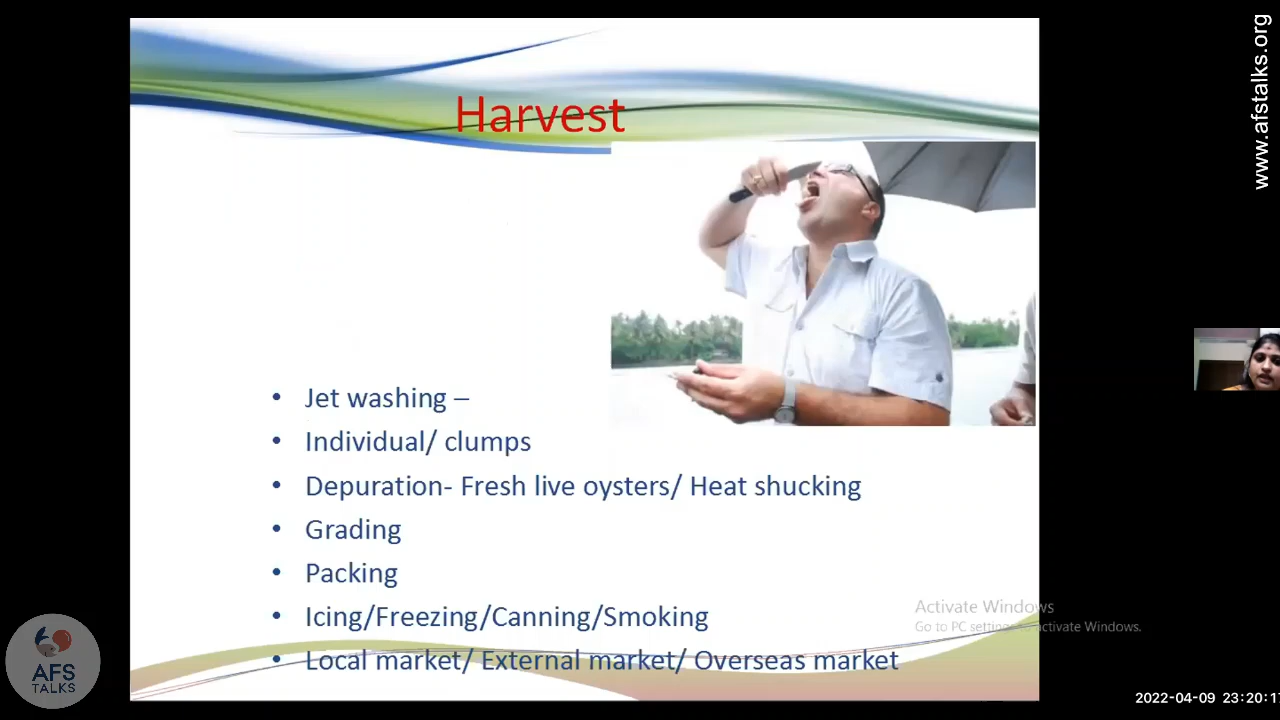 www.afstalks.org
Harvest
• Jet washing –
• Individual/ clumps
• Depuration- Fresh live oysters/ Heat shucking
• Grading
• Packing
• Icing/Freezing/Canning/Smoking
• Local market/ External market/ Overseas market
Activate Windows
Go to PC settings to activate Windows.
AFS
TALKS
2022-04-09 23:20:17